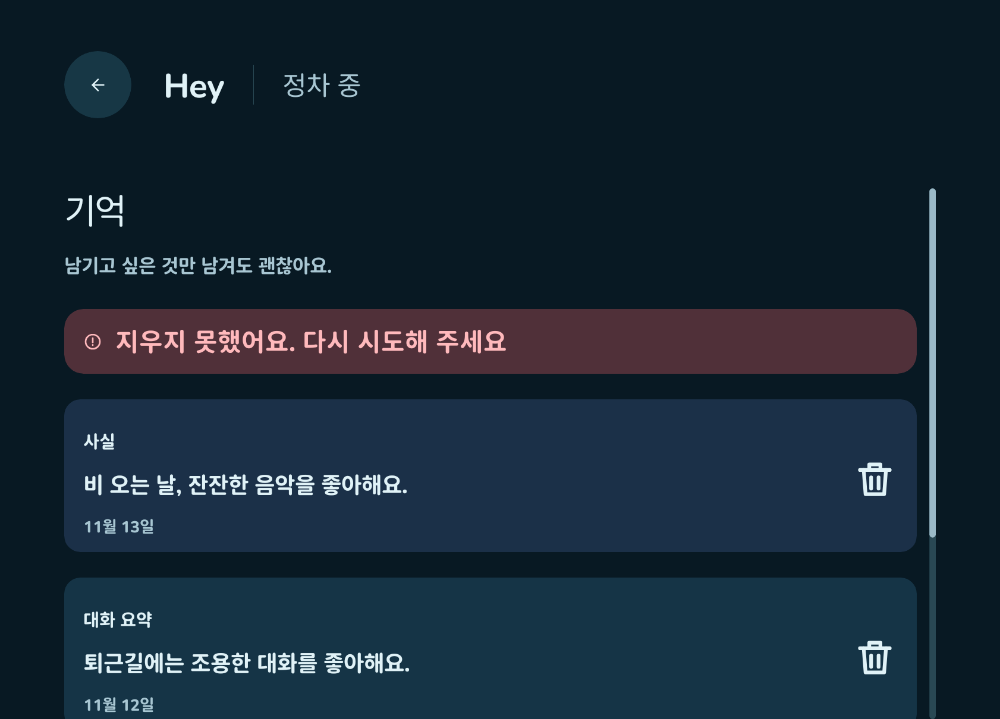 Hey
정차 중
기억
남기고 싶은 것만 남겨도 괜찮아요.
지우지 못했어요. 다시 시도해 주세요
사실
비 오는 날, 잔잔한 음악을 좋아해요.
11월 13일
대화 요약
퇴근길에는 조용한 대화를 좋아해요.
11월 12일